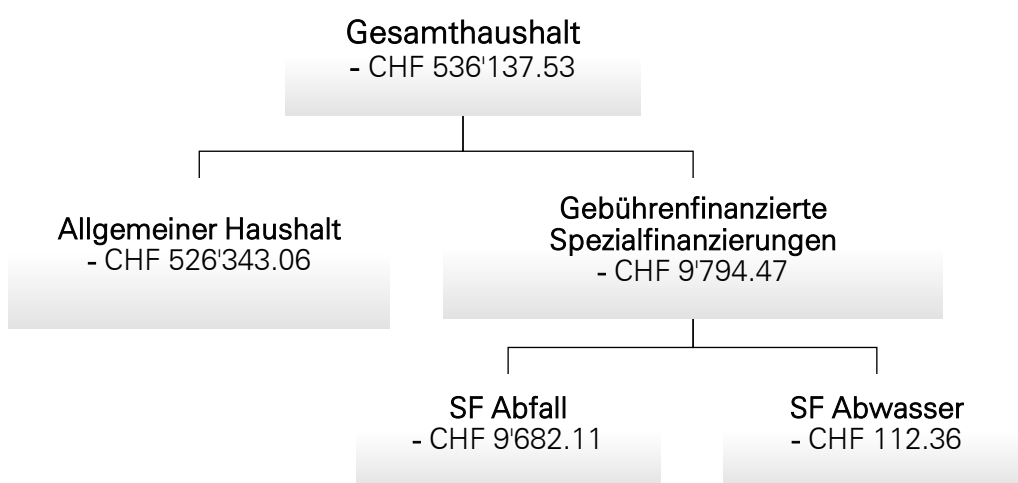 Gesamthaushalt
- CHF 536'137.53
Allgemeiner Haushalt
- CHF 526'343.06
Gebührenfinanzierte
Spezialfinanzierungen
- CHF 9'794.47
SF Abfall
- CHF 9'682.11
SF Abwasser
- CHF 112.36